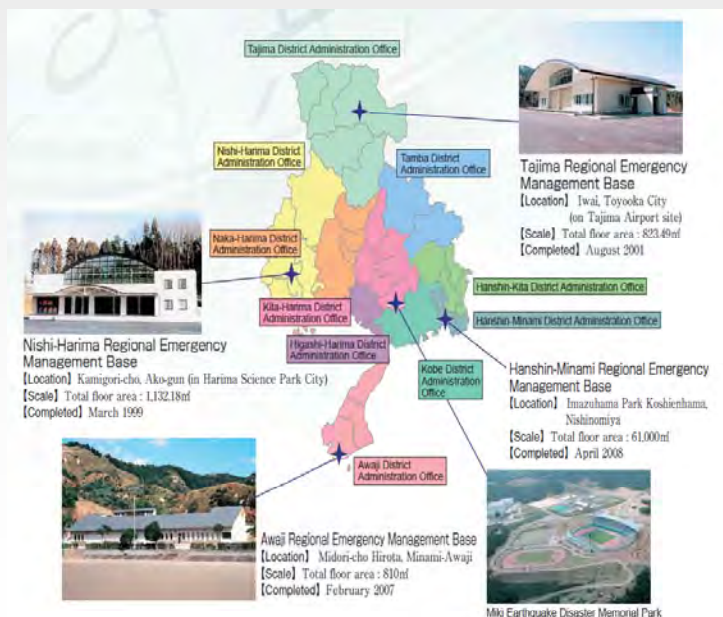 Tajima District Administration Office
Nishi-Harima District
Administration Office
Tamba District
Administration Office
Tajima Regional Emergency
Management Base
【Location】 Iwai, Toyooka City
(on Tajima Airport site)
【Scale】 Total floor area : 823.49㎡
【Completed】 August 2001
Naka-Harima District
Administration Office
Kita-Harima District
Administration Office
Higashi-Harima District
Administration Office
Hanshin-Kita District Administration Office
Hanshin-Minami District Administration Office
Kobe District
Administration
Office
Nishi-Harima Regional Emergency
Management Base
【Location】 Kamigori-cho, Ako-gun (in Harima Science Park City)
【Scale】 Total floor area : 1,132.18㎡
【Completed】 March 1999
Hanshin-Minami Regional Emergency
Management Base
【Location】 Imazuhama Park Koshienhama,
Nishinomiya
【Scale】 Total floor area : 61,000㎡
【Completed】 April 2008
Awaji District
Administration Office
Awaji Regional Emergency Management Base
【Location】 Midori-cho Hirota, Minami-Awaji
【Scale】 Total floor area : 810㎡
【Completed】 February 2007
Miki Earthquake Disaster Memorial Park